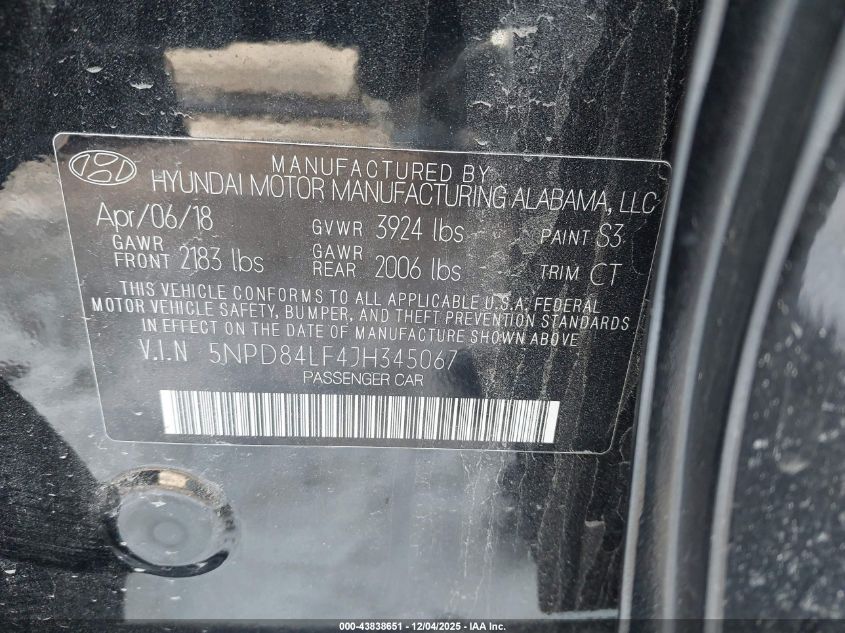 MANUFACTURED BY
HYUNDAI MOTOR MANUFACTURING ALABAMA, LLC
Apr/06/18 GVWR 3924 lbs PAINT S3
GAWR FRONT 2183 lbs GAWR REAR 2006 lbs TRIM CT
THIS VEHICLE CONFORMS TO ALL APPLICABLE U.S.A. FEDERAL
MOTOR VEHICLE SAFETY, BUMPER, AND THEFT PREVENTION STANDARDS
IN EFFECT ON THE DATE OF MANUFACTURE SHOWN ABOVE
V.I.N 5NPD84LF4JH345067
PASSENGER CAR
000-43838651 - 12/04/2025 - IAA Inc.